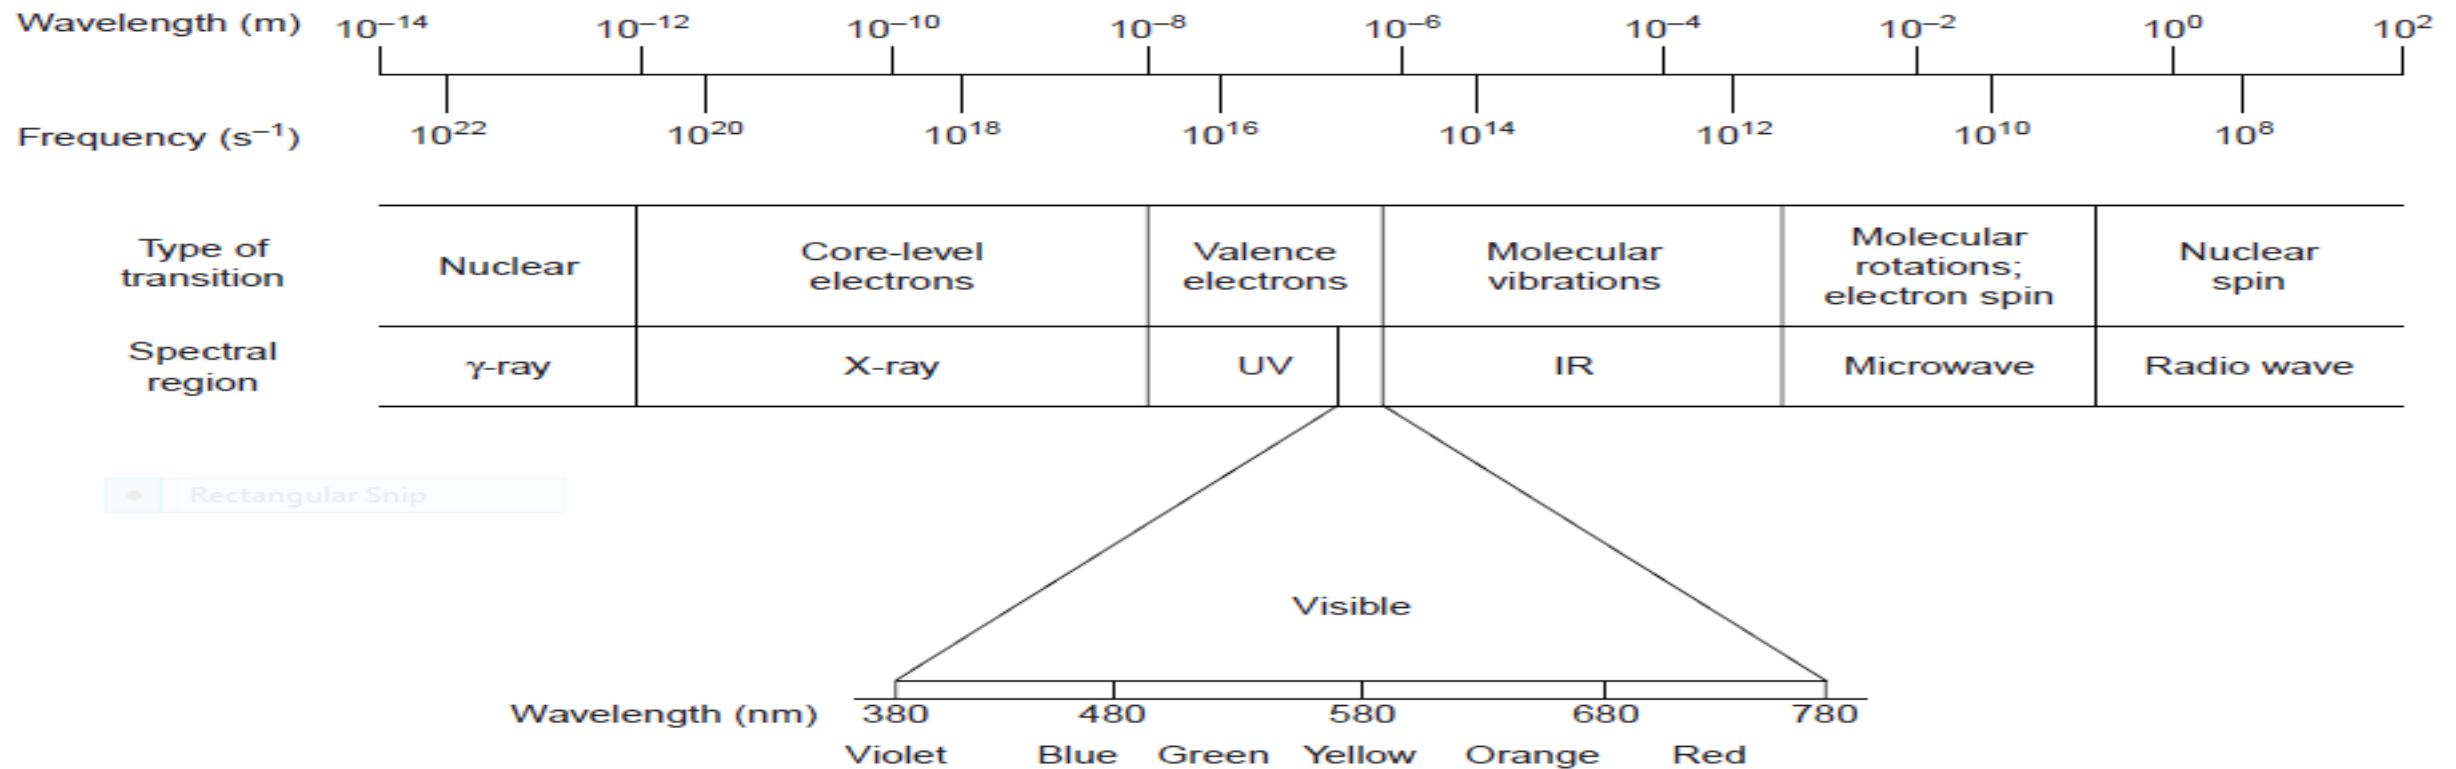 Wavelength (m) 10⁻¹⁴ 10⁻¹² 10⁻¹⁰ 10⁻⁸ 10⁻⁶ 10⁻⁴ 10⁻² 10⁰ 10²
Frequency (s⁻¹) 10²² 10²⁰ 10¹⁸ 10¹⁶ 10¹⁴ 10¹² 10¹⁰ 10⁸
Type of
transition
Nuclear
Core-level
electrons
Valence
electrons
Molecular
vibrations
Molecular
rotations;
electron spin
Nuclear
spin
Spectral
region
γ-ray
X-ray
UV
IR
Microwave
Radio wave
Rectangular Snip
Visible
Wavelength (nm) 380 480 580 680 780
Violet Blue Green Yellow Orange Red